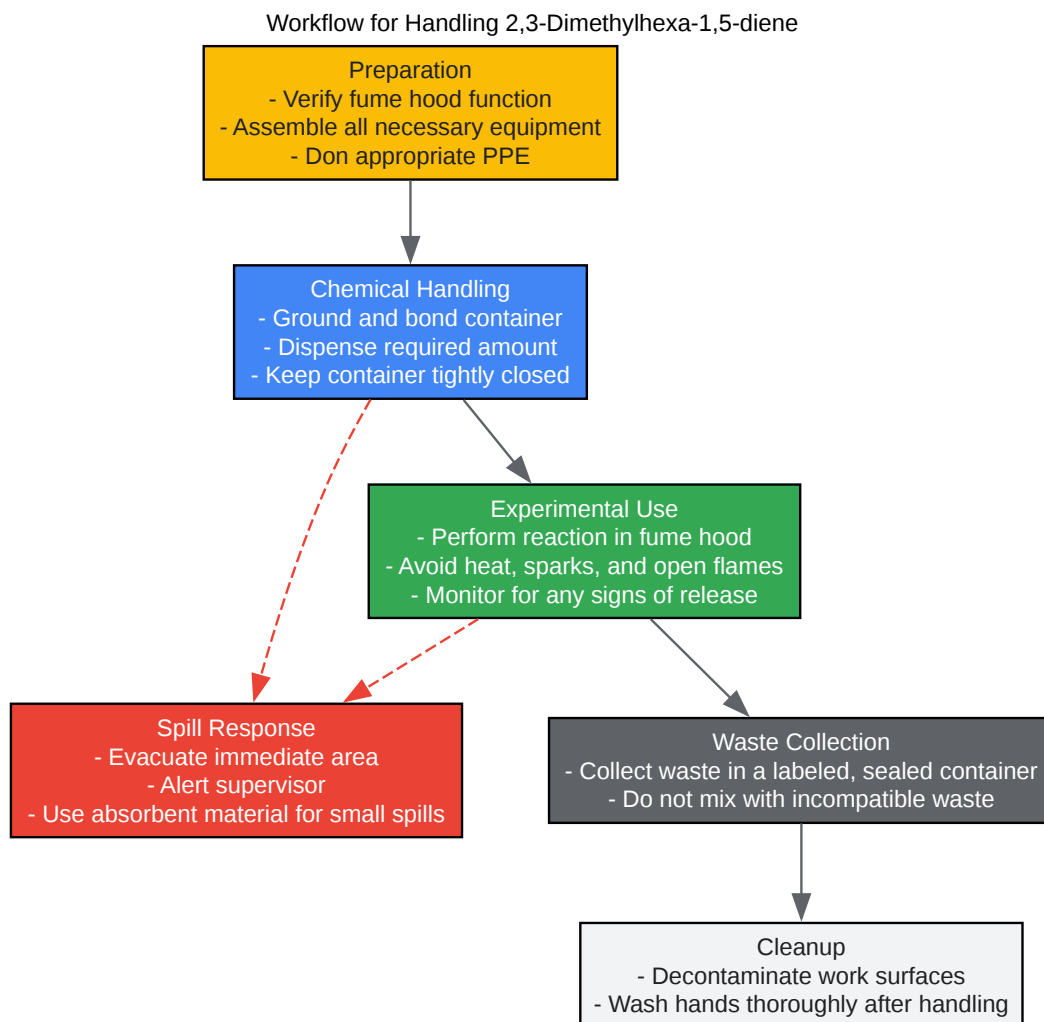 Workflow for Handling 2,3-Dimethylhexa-1,5-diene
Preparation
- Verify fume hood function
- Assemble all necessary equipment
- Don appropriate PPE
Chemical Handling
- Ground and bond container
- Dispense required amount
- Keep container tightly closed
Experimental Use
- Perform reaction in fume hood
- Avoid heat, sparks, and open flames
- Monitor for any signs of release
Spill Response
- Evacuate immediate area
- Alert supervisor
- Use absorbent material for small spills
Waste Collection
- Collect waste in a labeled, sealed container
- Do not mix with incompatible waste
Cleanup
- Decontaminate work surfaces
- Wash hands thoroughly after handling